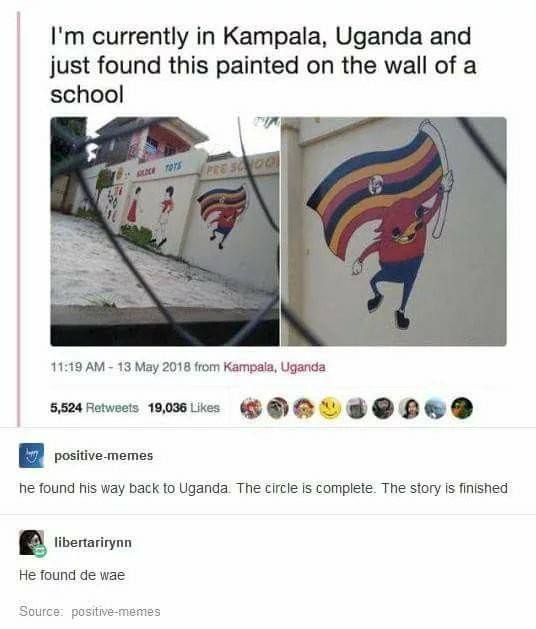 I'm currently in Kampala, Uganda and
just found this painted on the wall of a
school
GOLDEN TOTS
PRE SCHOOL
11:19 AM - 13 May 2018 from Kampala, Uganda
5,524 Retweets 19,036 Likes
happy
positive-memes
he found his way back to Uganda. The circle is complete. The story is finished
libertarirynn
He found de wae
Source: positive-memes